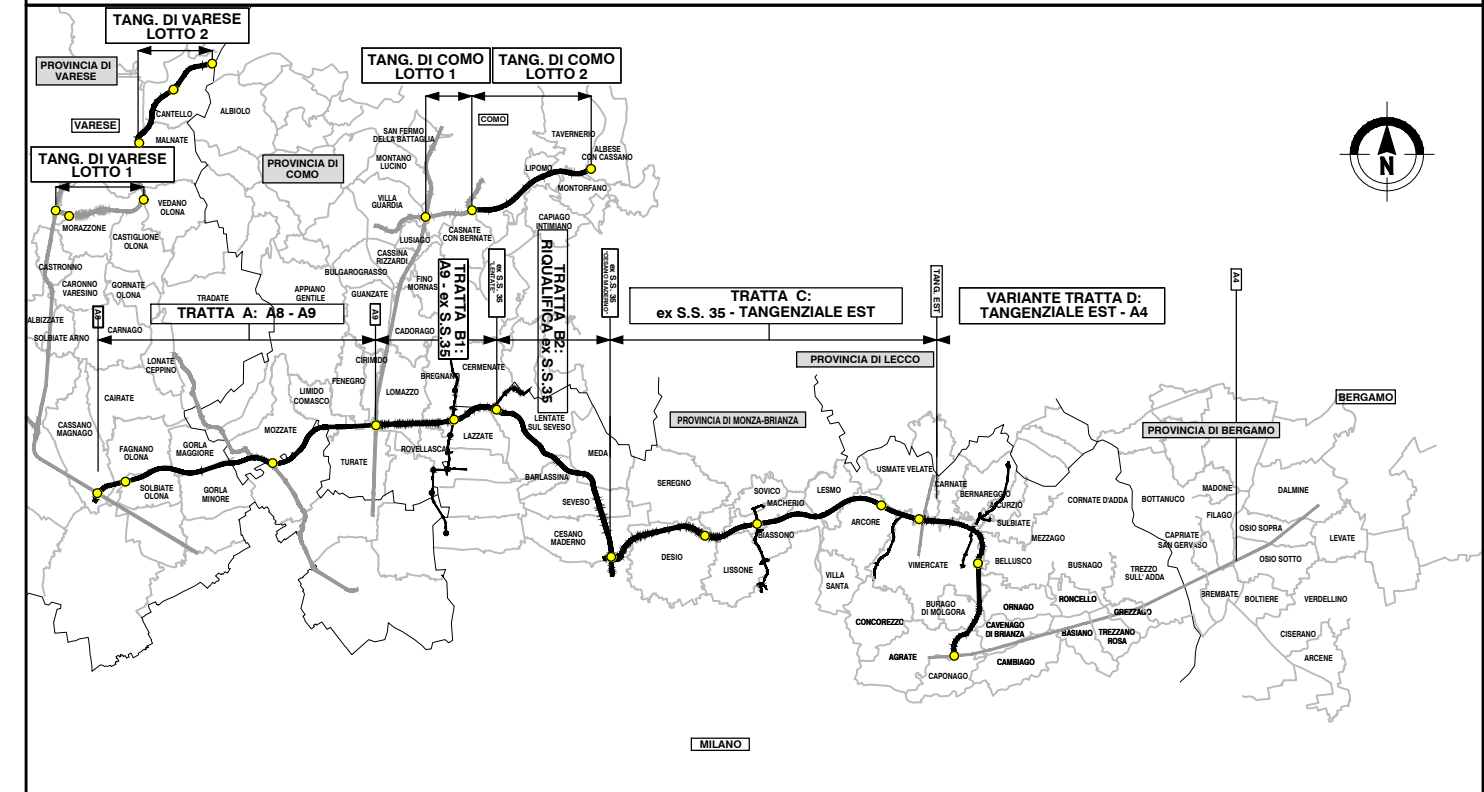 TANG. DI VARESE
LOTTO 2
PROVINCIA DI
VARESE
CANTELLO
ALBIOLO
VARESE
MALNATE
TANG. DI VARESE
LOTTO 1
VEDANO
OLONA
MORAZZONE
CASTIGLIONE
OLONA
CASTRONNO
CARONNO
VARESINO
GORNATE
OLONA
ALBIZZATE
SOLBIATE ARNO
CARNAGO
TRADATE
PROVINCIA DI
COMO
TANG. DI COMO
LOTTO 1
TANG. DI COMO
LOTTO 2
COMO
SAN FERMO
DELLA BATTAGLIA
MONTANO
LUCINO
VILLA
GUARDIA
TAVERNERIO
ALBESE
CON CASSANO
LIPOMO
MONTORFANO
CAPIAGO
INTIMIANO
CASNATE
CON BERNATE
LUSIAGO
CASSINA
RIZZARDI
BULGAROGRASSO
FINO
MORNAS
APPIANO
GENTILE
GUANZATE
A8
TRATTA A: A8 - A9
A9
CADORAGO
TRATTA B1:
A9 - ex S.S.35
ex S.S. 35
"LENTATE"
TRATTA B2:
RIQUALIFICA ex S.S.35
ex S.S. 35
"CESANO MADERNO"
TRATTA C:
ex S.S. 35 - TANGENZIALE EST
TANG. EST
VARIANTE TRATTA D:
TANGENZIALE EST - A4
A4
N
LONATE
CEPPINO
CIRIMIDO
FENEGRO
BREGNANO
CERMENATE
LIMIDO
COMASCO
LOMAZZO
CAIRATE
CASSANO
MAGNAGO
FAGNANO
OLONA
GORLA
MAGGIORE
MOZZATE
TURATE
ROVELLASCA
LAZZATE
LENTATE
SUL SEVESO
SOLBIATE
OLONA
GORLA
MINORE
BARLASSINA
MEDA
SEVESO
CESANO
MADERNO
PROVINCIA DI LECCO
PROVINCIA DI MONZA-BRIANZA
BERGAMO
PROVINCIA DI BERGAMO
SEREGNO
SOVICO
MACHERIO
LESMO
USMATE VELATE
CARNATE
BERNAREGGIO
AICURZIO
SULBIATE
MEZZAGO
CORNATE D'ADDA
BOTTANUCO
MADONE
DALMINE
FILAGO
OSIO SOPRA
CAPRIATE
SAN GERVASO
LEVATE
OSIO SOTTO
ARCORE
BIASSONO
DESIO
LISSONE
VILLA
SANTA
VIMERCATE
BELLUSCO
BUSNAGO
TREZZO
SULL' ADDA
BREMBATE
BOLTIERE
VERDELLINO
BURAGO
DI MOLGORA
ORNAGO
RONCELLO
GREZZAGO
CONCOREZZO
CAVENAGO
DI BRIANZA
BASIANO
TREZZANO
ROSA
CISERANO
ARCENE
AGRATE
CAMBIAGO
CAPONAGO
MILANO